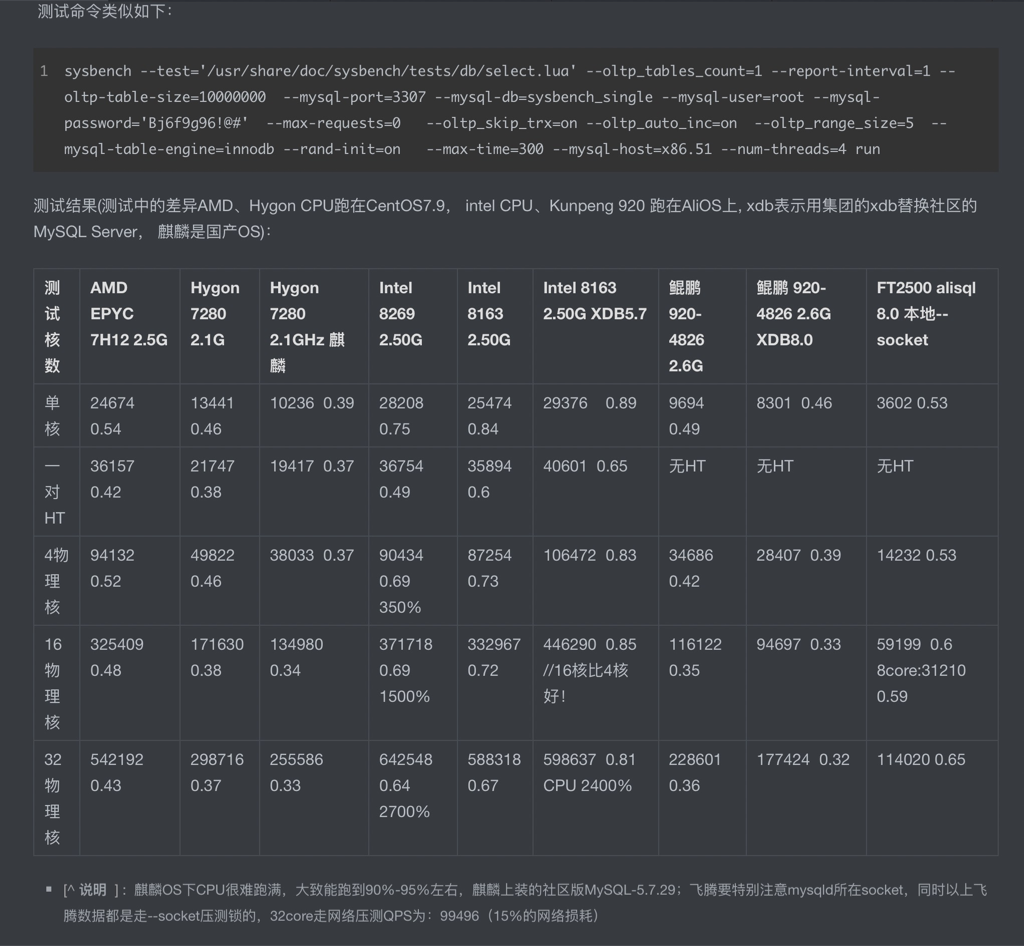 测试命令类似如下：
1 sysbench --test='/usr/share/doc/sysbench/tests/db/select.lua' --oltp_tables_count=1 --report-interval=1 --
oltp-table-size=10000000 --mysql-port=3307 --mysql-db=sysbench_single --mysql-user=root --mysql-
password='Bj6f9g96!@#' --max-requests=0 --oltp_skip_trx=on --oltp_auto_inc=on --oltp_range_size=5 --
mysql-table-engine=innodb --rand-init=on --max-time=300 --mysql-host=x86.51 --num-threads=4 run
测试结果(测试中的差异AMD、Hygon CPU跑在CentOS7.9， intel CPU、Kunpeng 920 跑在AliOS上, xdb表示用集团的xdb替换社区的
MySQL Server， 麒麟是国产OS)：
测
试
核
数
AMD
EPYC
7H12 2.5G
Hygon
7280
2.1G
Hygon
7280
2.1GHz 麒
麟
Intel
8269
2.50G
Intel
8163
2.50G
Intel 8163
2.50G XDB5.7
鲲鹏
920-
4826
2.6G
鲲鹏 920-
4826 2.6G
XDB8.0
FT2500 alisql
8.0 本地--
socket
单
核
24674
0.54
13441
0.46
10236 0.39
28208
0.75
25474
0.84
29376 0.89
9694
0.49
8301 0.46
3602 0.53
一
对
HT
36157
0.42
21747
0.38
19417 0.37
36754
0.49
35894
0.6
40601 0.65
无HT
无HT
无HT
4物
理
核
94132
0.52
49822
0.46
38033 0.37
90434
0.69
350%
87254
0.73
106472 0.83
34686
0.42
28407 0.39
14232 0.53
16
物
理
核
325409
0.48
171630
0.38
134980
0.34
371718
0.69
1500%
332967
0.72
446290 0.85
//16核比4核
好！
116122
0.35
94697 0.33
59199 0.6
8core:31210
0.59
32
物
理
核
542192
0.43
298716
0.37
255586
0.33
642548
0.64
2700%
588318
0.67
598637 0.81
CPU 2400%
228601
0.36
177424 0.32
114020 0.65
▪ [^ 说明 ]：麒麟OS下CPU很难跑满，大致能跑到90%-95%左右，麒麟上装的社区版MySQL-5.7.29；飞腾要特别注意mysqld所在socket，同时以上飞
腾数据都是走--socket压测锁的，32core走网络压测QPS为：99496（15%的网络损耗）